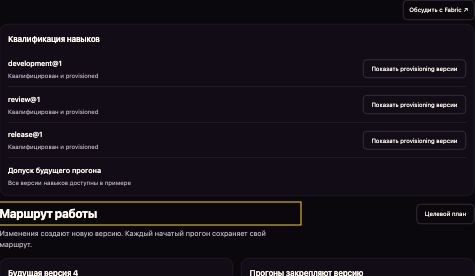 Обсудить с Fabric ↗
Квалификация навыков
development@1
Квалифицирован и provisioned
Показать provisioning версии
review@1
Квалифицирован и provisioned
Показать provisioning версии
release@1
Квалифицирован и provisioned
Показать provisioning версии
Допуск будущего прогона
Все версии навыков доступны в примере
Маршрут работы
Целевой план
Изменения создают новую версию. Каждый начатый прогон сохраняет свой
маршрут.
Будущая версия 4
Прогоны закрепляют версию